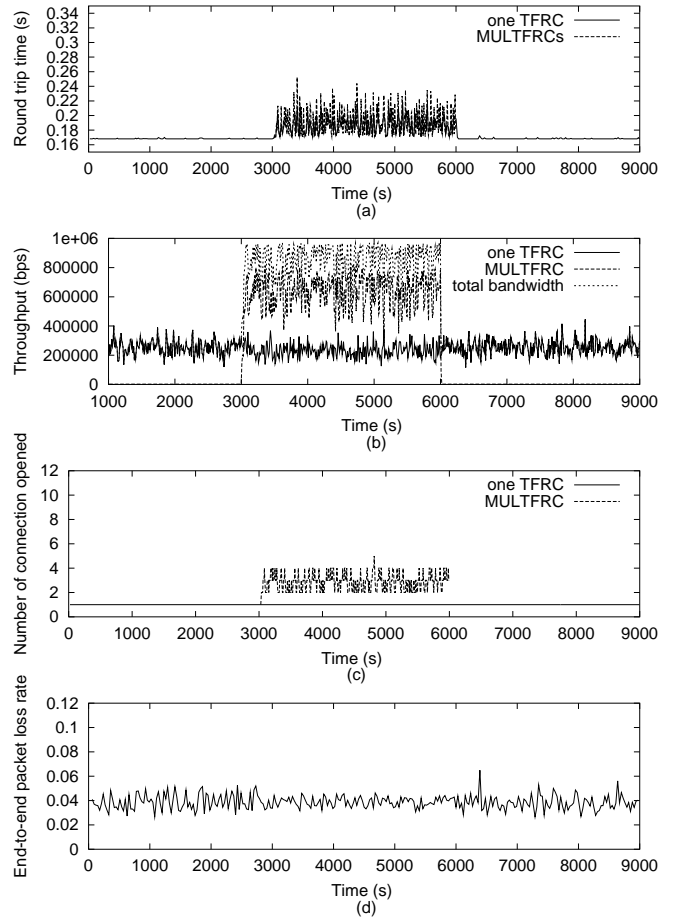 Round trip time (s)
0.34
0.32
0.3
0.28
0.26
0.24
0.22
0.2
0.18
0.16
one TFRC
MULTFRCs
0 1000 2000 3000 4000 5000 6000 7000 8000 9000
Time (s)
(a)
Throughput (bps)
1e+06
800000
600000
400000
200000
0
one TFRC
MULTFRC
total bandwidth
1000 2000 3000 4000 5000 6000 7000 8000 9000
Time (s)
(b)
Number of connection opened
12
10
8
6
4
2
0
one TFRC
MULTFRC
0 1000 2000 3000 4000 5000 6000 7000 8000 9000
Time (s)
(c)
End-to-end packet loss rate
0.12
0.1
0.08
0.06
0.04
0.02
0
0 1000 2000 3000 4000 5000 6000 7000 8000 9000
Time (s)
(d)